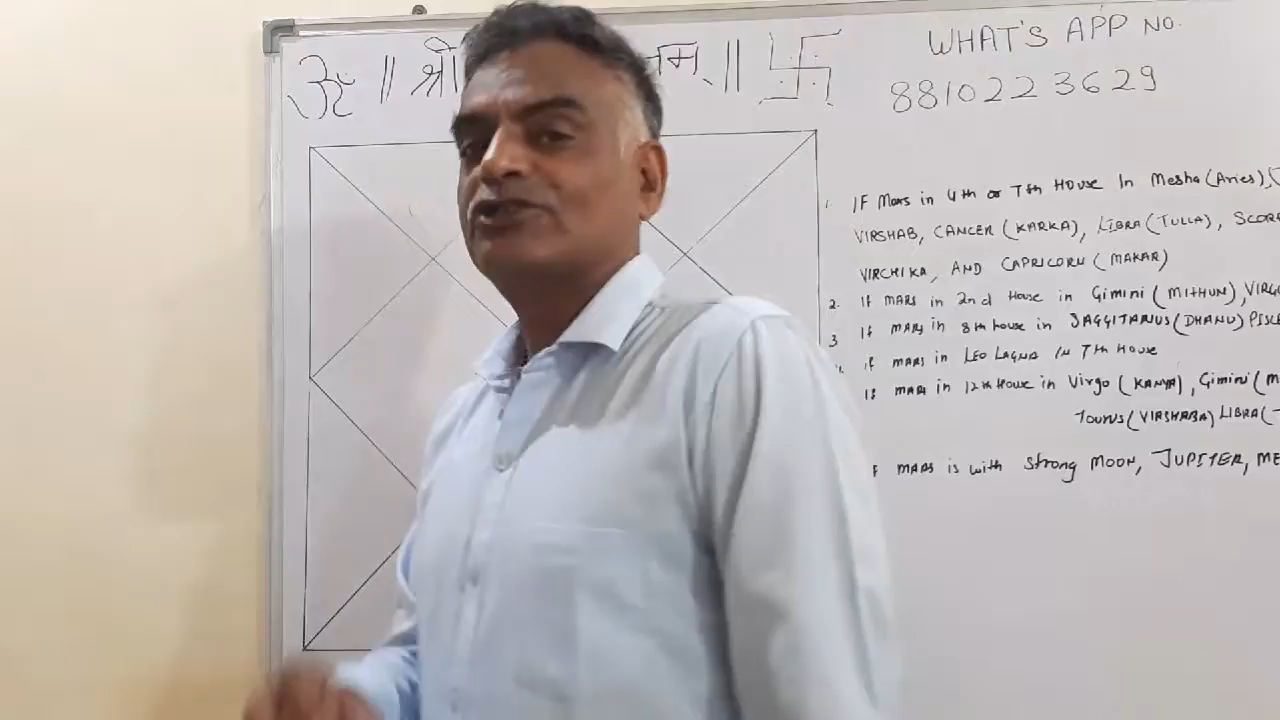 ॐ || श्री नमः ||
WHAT'S APP NO.
8810223629
1. IF Mars in 4th or 7th House In Mesha (Aries),
VIRSHAB, CANCER (KARKA), LIBRA (TULLA), SCOR
VIRCHIKA, AND CAPRICORN (MAKAR)
2. If MARS in 2nd House in Gimini (MITHUN), VIRG
3 If MARS in 8th house in SAGGITARUS (DHANU) PISCE
If MARS in LEO LAGNA IN 7th House
If MARS in 12th House in Virgo (KANYA), Gimini (M
TOURUS (VIRSHABA) LIBRA (T
f MARS is with Strong MOON, JUPITER, ME